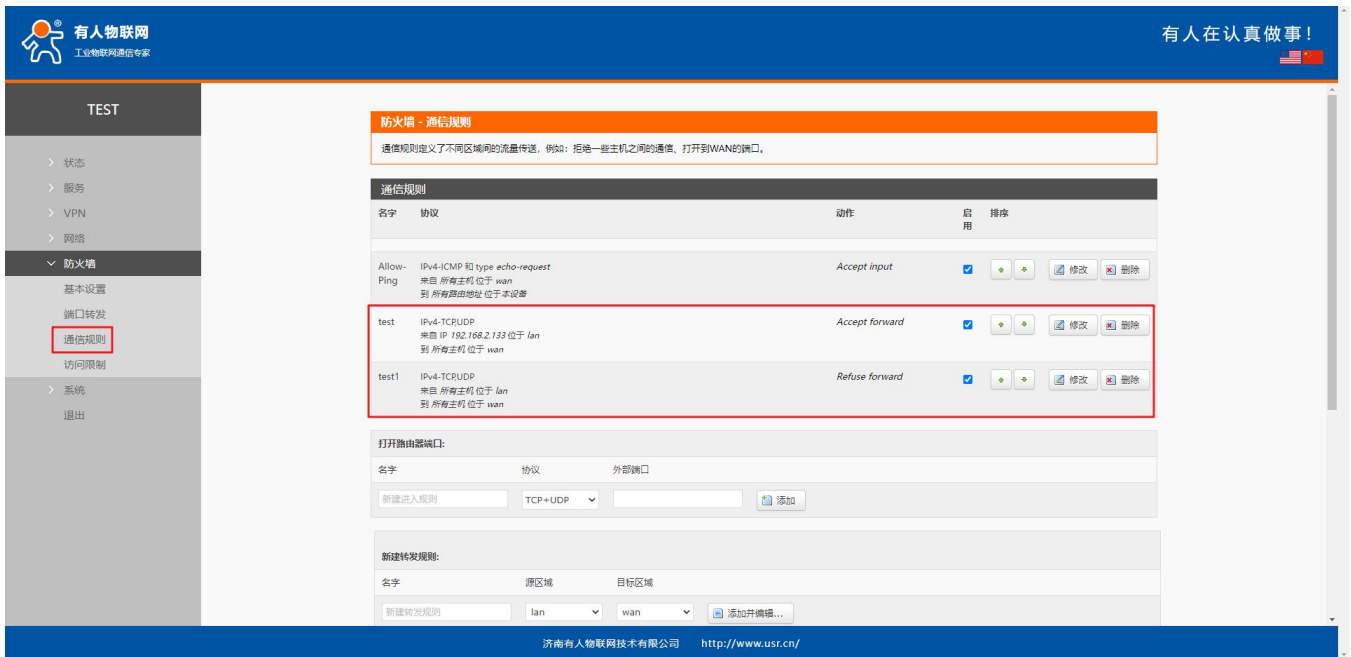 有人物联网
®
工业物联网通信专家
有人在认真做事！
TEST
状态
服务
VPN
网络
防火墙
基本设置
端口转发
通信规则
访问限制
系统
退出
防火墙 - 通信规则
通信规则定义了不同区域间的流量传送，例如：拒绝一些主机之间的通信、打开到WAN的端口。
通信规则
名字 协议 动作 启用 排序
Allow-Ping IPv4-ICMP 和 type echo-request Accept input 修改 删除
来自 所有主机 位于 wan
到 所有路由地址 位于本设备
test IPv4-TCP,UDP Accept forward 修改 删除
来自 IP 192.168.2.133 位于 lan
到 所有主机 位于 wan
test1 IPv4-TCP,UDP Refuse forward 修改 删除
来自 所有主机 位于 lan
到 所有主机 位于 wan
打开路由器端口:
名字 协议 外部端口
新建进入规则 TCP+UDP 添加
新建转发规则:
名字 源区域 目标区域
新建转发规则 lan wan 添加并编辑...
济南有人物联网技术有限公司 http://www.usr.cn/